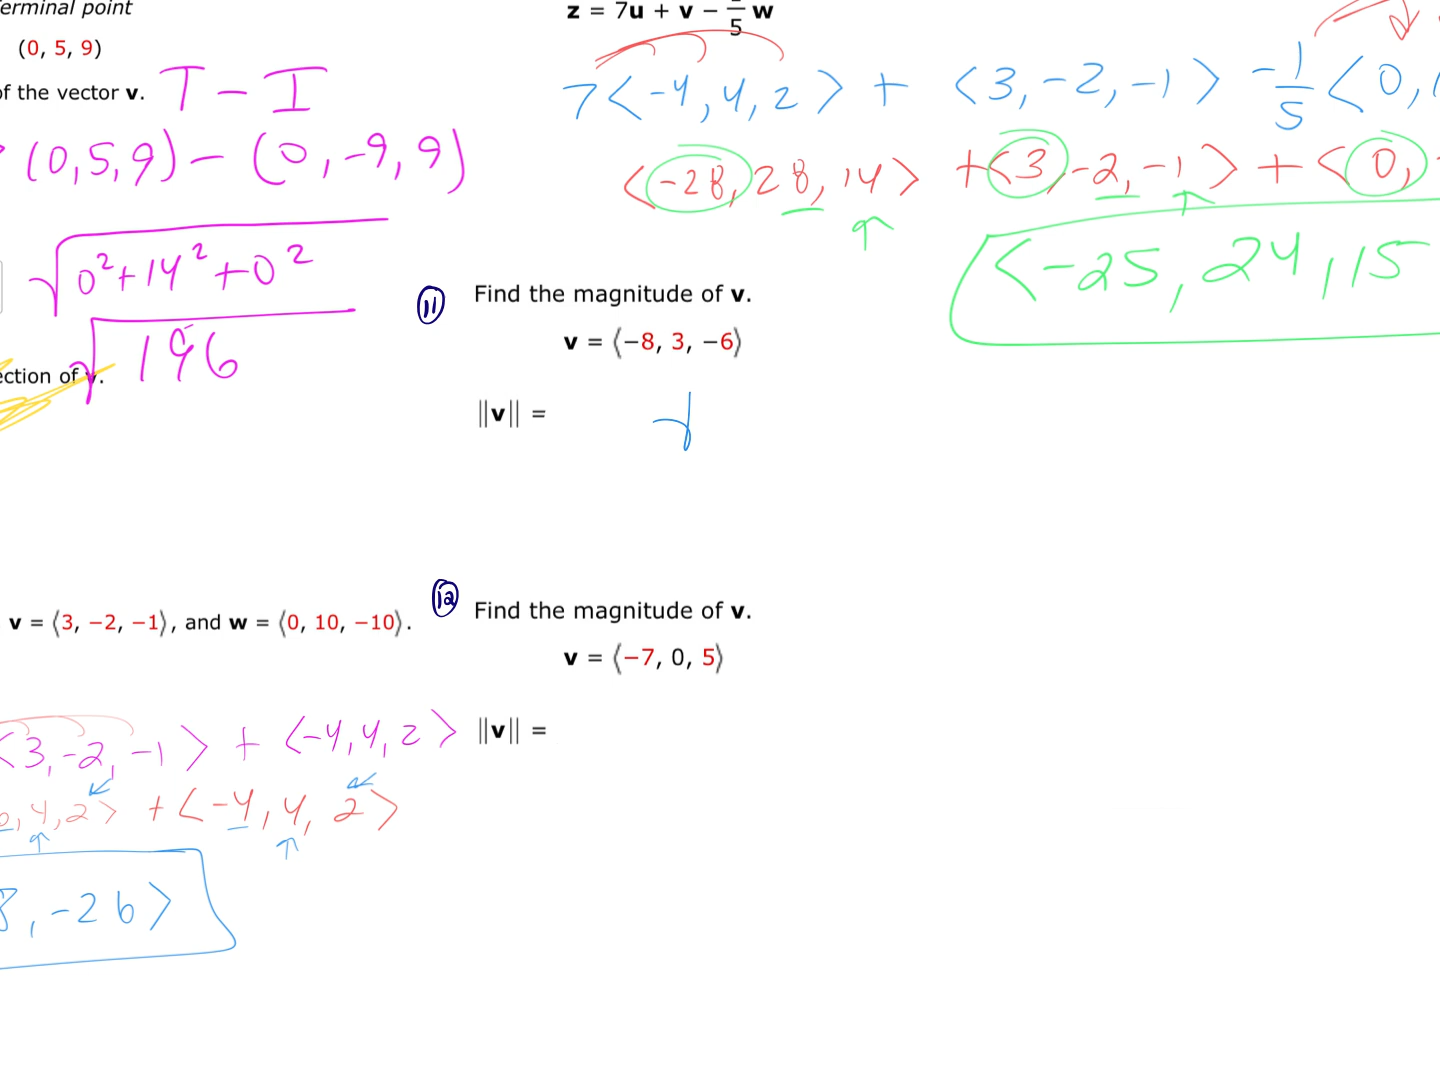 erminal point
(0, 5, 9)
of the vector v. T - I
(0,5,9) - (0,-9,9)
√0²+14²+0²
√196
ection of v.
v = ⟨3, −2, −1⟩, and w = ⟨0, 10, −10⟩.
<3,-2,-1> + <-4,4,2>
,4,2> + <-4,4,2>
,-26>
z = 7u + v − /5 w
7<-4,4,2> + <3,-2,-1> -1/5<0,
<-28,28,14> +<3,-2,-1> + <0,
<-25,24,15
11 Find the magnitude of v.
v = ⟨−8, 3, −6⟩
||v|| = √
12 Find the magnitude of v.
v = ⟨−7, 0, 5⟩
||v|| =